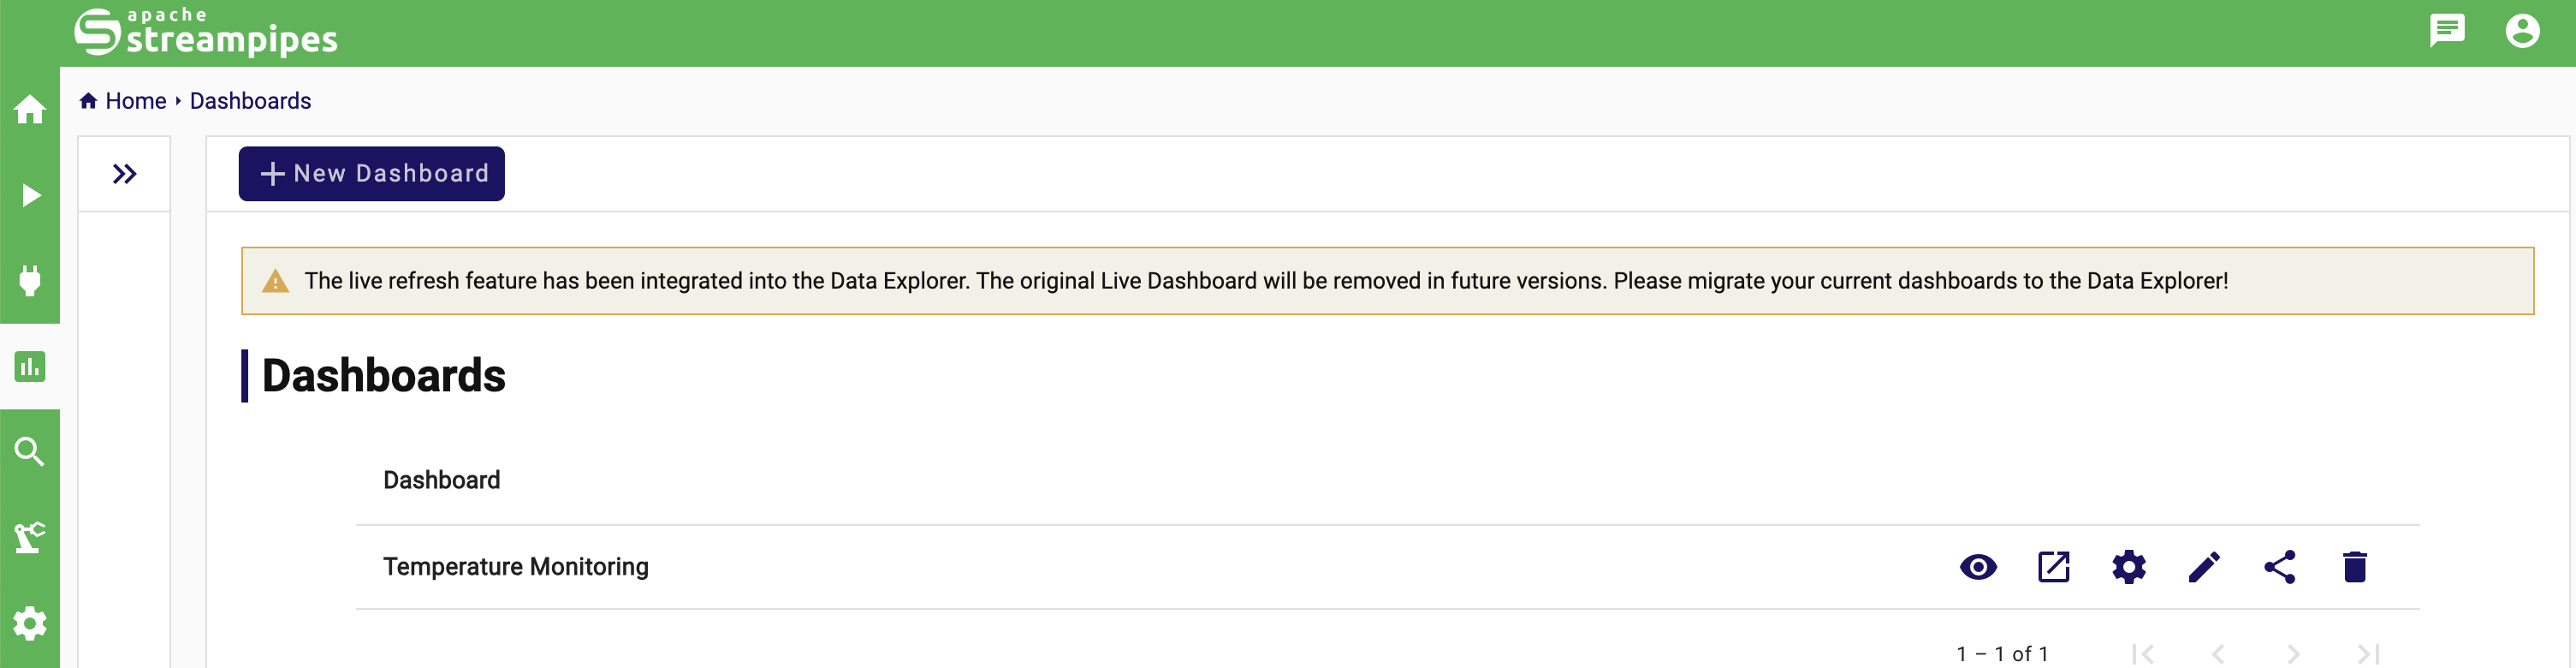 apache
streampipes
Home
Dashboards
New Dashboard
The live refresh feature has been integrated into the Data Explorer. The original Live Dashboard will be removed in future versions. Please migrate your current dashboards to the Data Explorer!
Dashboards
Dashboard
Temperature Monitoring
1 – 1 of 1